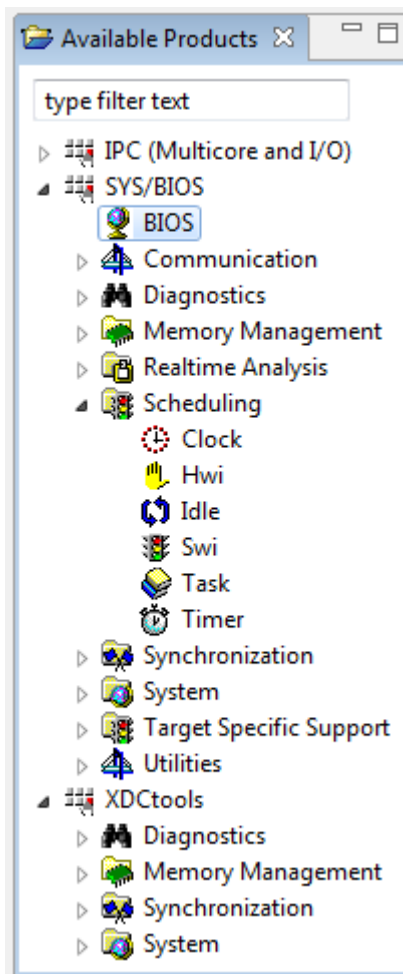 Available Products
type filter text
IPC (Multicore and I/O)
SYS/BIOS
BIOS
Communication
Diagnostics
Memory Management
Realtime Analysis
Scheduling
Clock
Hwi
Idle
Swi
Task
Timer
Synchronization
System
Target Specific Support
Utilities
XDCtools
Diagnostics
Memory Management
Synchronization
System